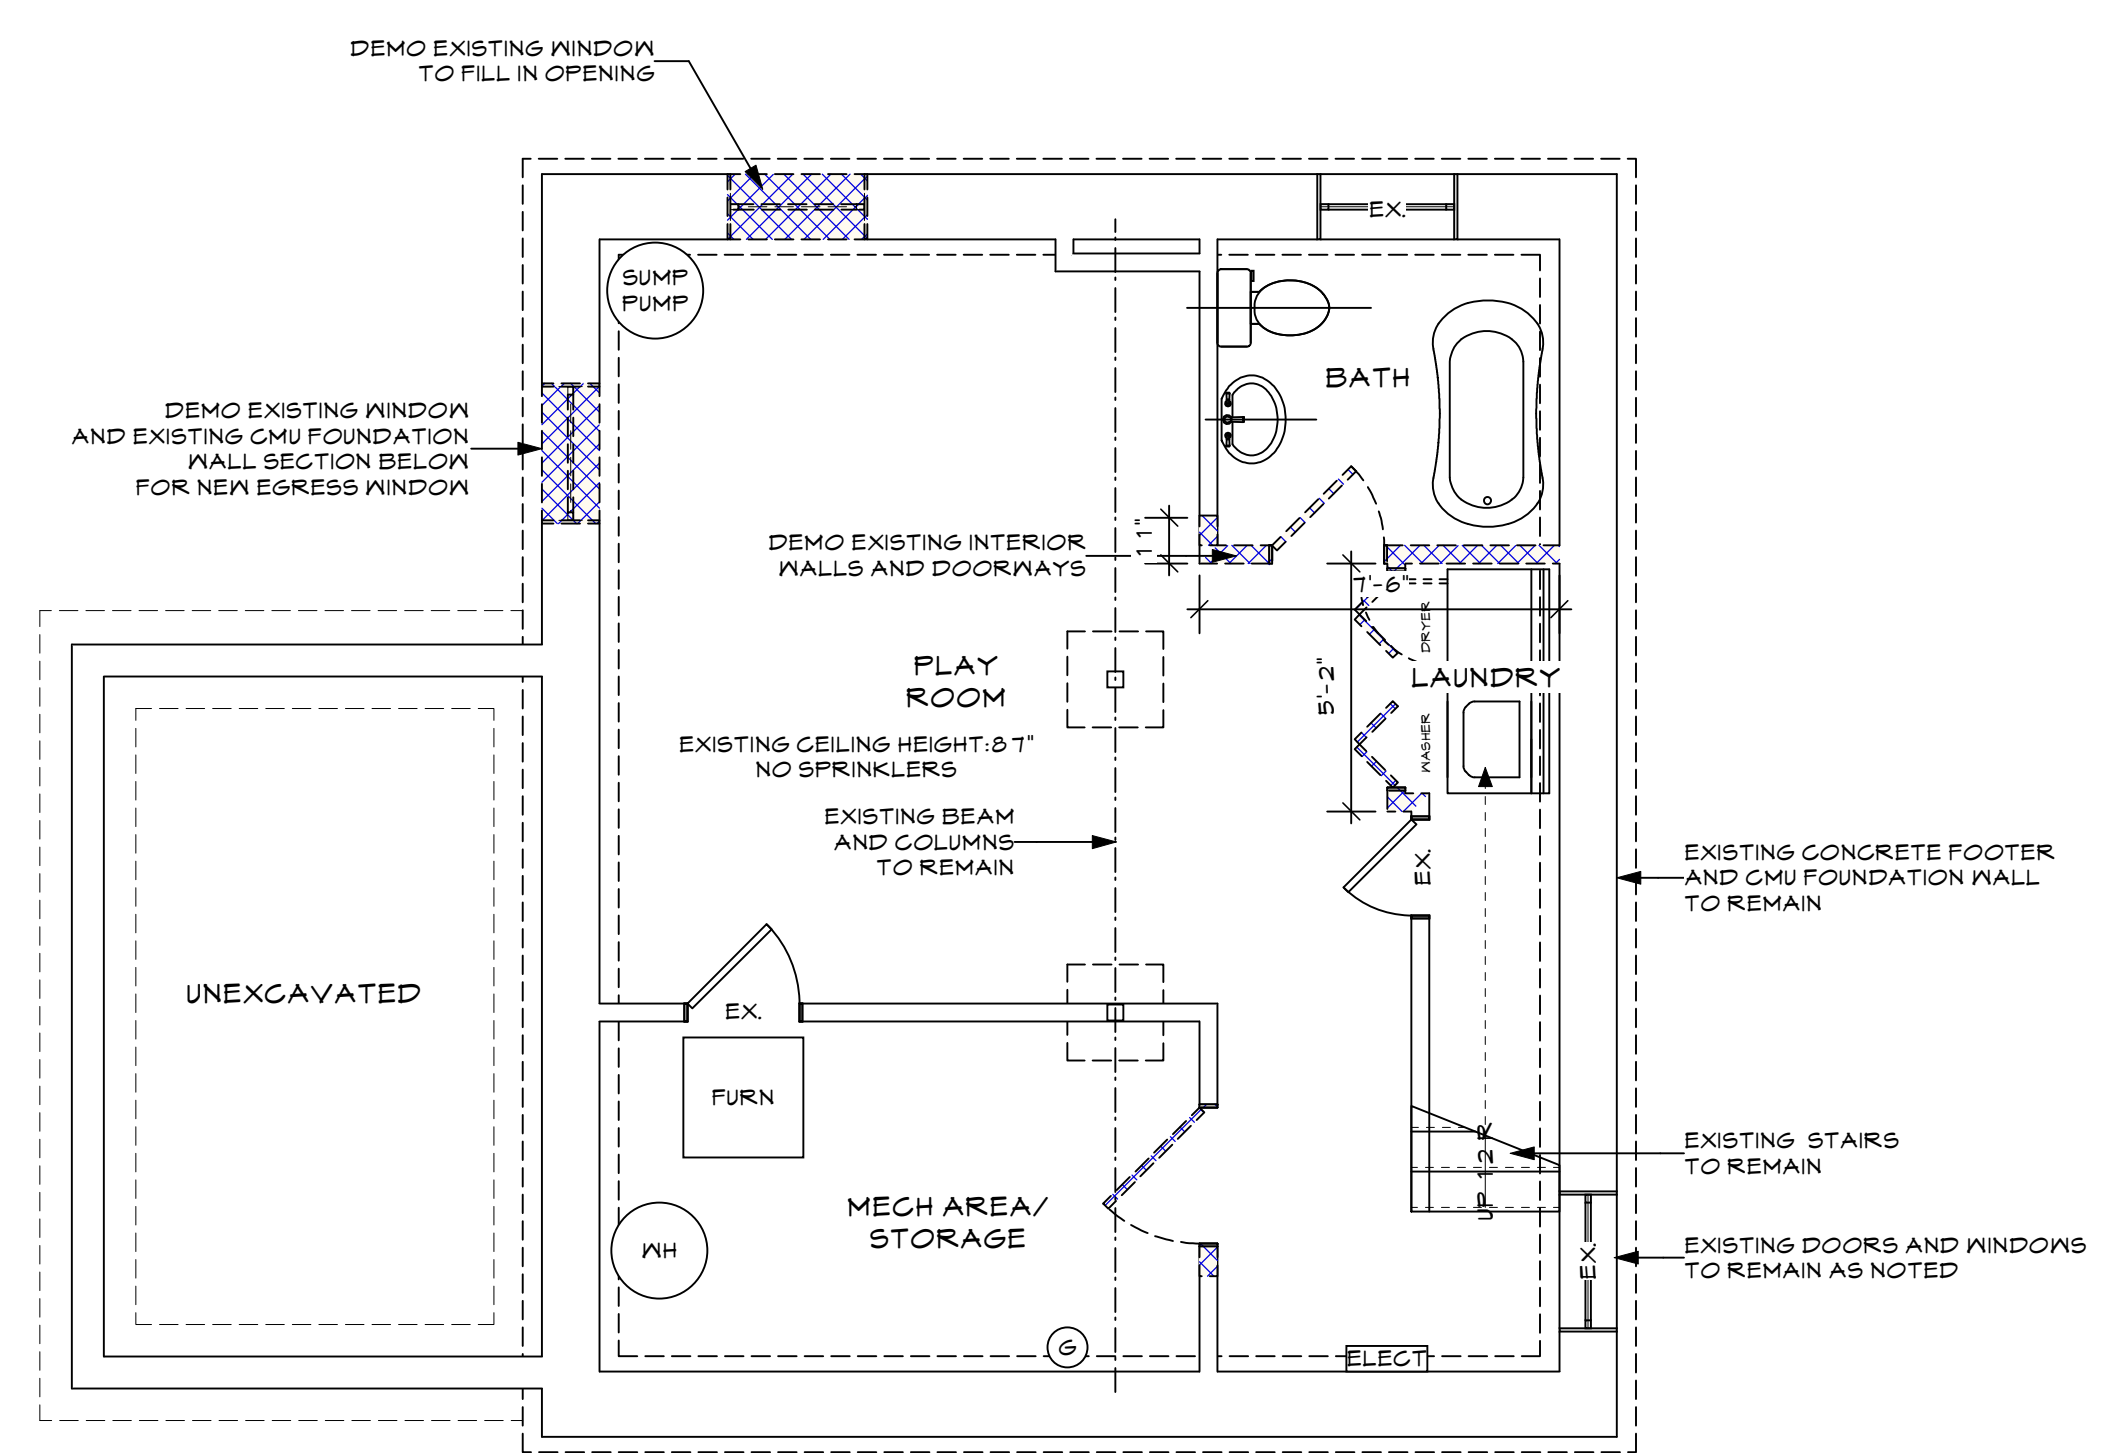 DEMO EXISTING WINDOW
TO FILL IN OPENING
EX.
SUMP
PUMP
BATH
DEMO EXISTING WINDOW
AND EXISTING CMU FOUNDATION
WALL SECTION BELOW
FOR NEW EGRESS WINDOW
11"
DEMO EXISTING INTERIOR
WALLS AND DOORWAYS
7'-6"
DRYER
5'-2"
LAUNDRY
WASHER
PLAY
ROOM
EXISTING CEILING HEIGHT:87"
NO SPRINKLERS
EXISTING BEAM
AND COLUMNS
TO REMAIN
EX.
EXISTING CONCRETE FOOTER
AND CMU FOUNDATION WALL
TO REMAIN
UNEXCAVATED
EX.
FURN
UP 12R
EXISTING STAIRS
TO REMAIN
MECH AREA/
STORAGE
WH
EX.
EXISTING DOORS AND WINDOWS
TO REMAIN AS NOTED
G
ELECT